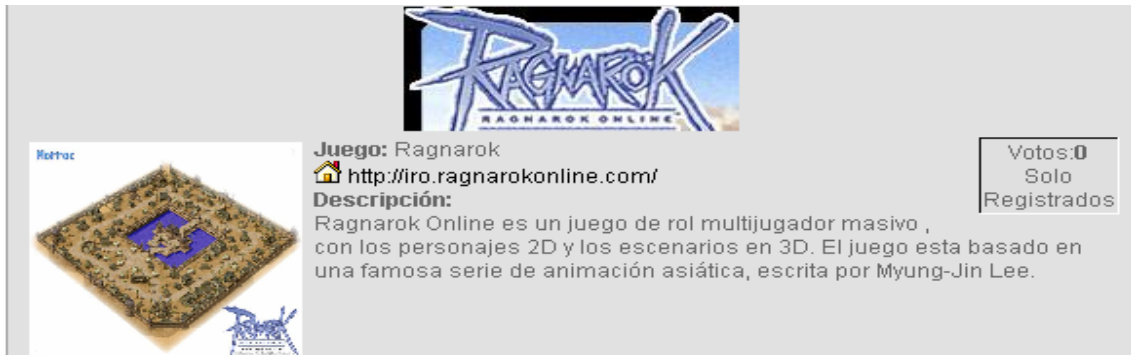 RAGNARÖK
RAGNAROK ONLINE
Juego: Ragnarok
http://iro.ragnarokonline.com/
Descripción:
Ragnarok Online es un juego de rol multijugador masivo ,
con los personajes 2D y los escenarios en 3D. El juego esta basado en
una famosa serie de animación asiática, escrita por Myung-Jin Lee.
Votos:0
Solo
Registrados